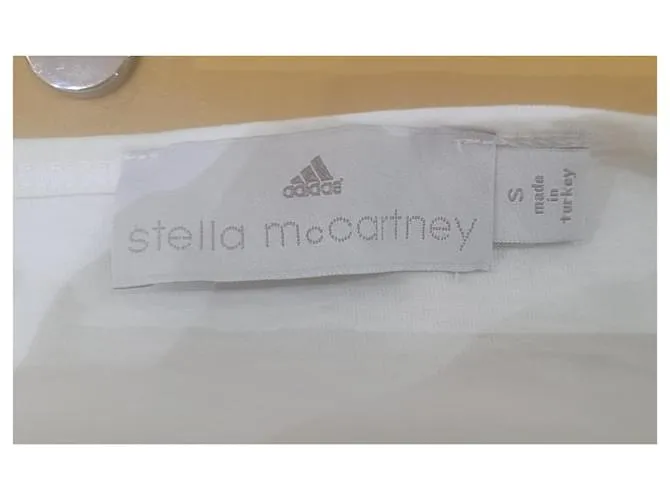 adidas
stella mccartney
S
made
in
turkey